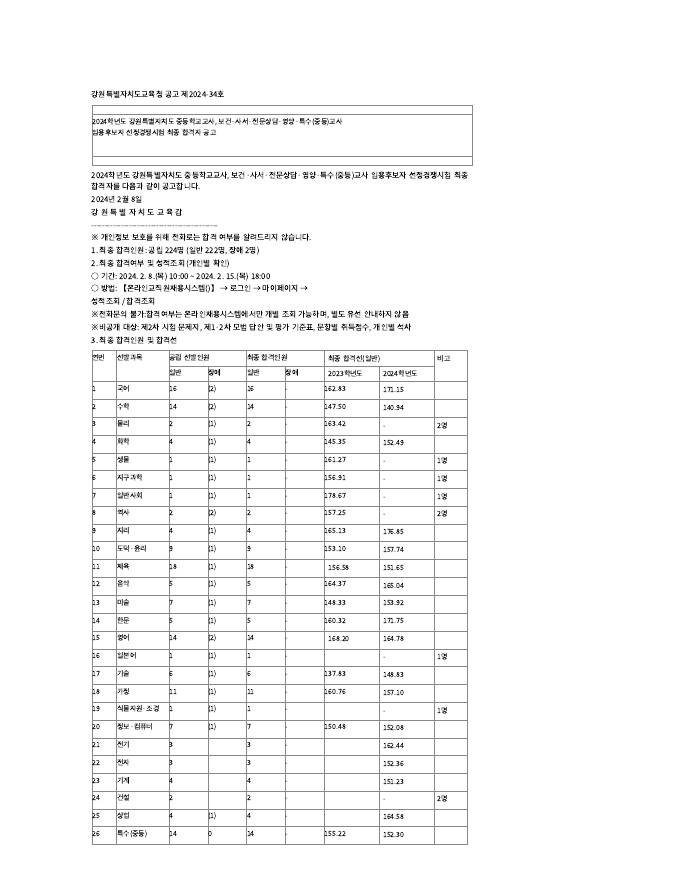 강원특별자치도교육청 공고 제2024-34호
2024학년도 강원특별자치도 중등학교교사, 보건·사서·전문상담·영양·특수(중등)교사
임용후보자 선정경쟁시험 최종 합격자 공고
2024학년도 강원특별자치도 중등학교교사, 보건·사서·전문상담·영양·특수(중등)교사 임용후보자 선정경쟁시험 최종
합격자를 다음과 같이 공고합니다.
2024년 2월 8일
강 원 특 별 자 치 도 교 육 감
--------------------------------------------
※ 개인정보 보호를 위해 전화로는 합격 여부를 알려드리지 않습니다.
1. 최종 합격인원: 공립 224명 (일반 222명, 장애 2명)
2. 최종 합격여부 및 성적조회 (개인별 확인)
○ 기간: 2024. 2. 8.(목) 10:00 ~ 2024. 2. 15.(목) 18:00
○ 방법: 【온라인교직원채용시스템()】 → 로그인 → 마이페이지 →
성적조회 / 합격조회
※ 전화문의 불가:합격여부는 온라인채용시스템에서만 개별 조회 가능하며, 별도 유선 안내하지 않음
※ 비공개 대상: 제2차 시험 문제지, 제1·2차 모범 답안 및 평가 기준표, 문항별 취득점수, 개인별 석차
3. 최종 합격인원 및 합격선
연번 선발과목 공립 선발인원 최종 합격인원 최종 합격선(일반) 비고
일반 장애 일반 장애 2023학년도 2024학년도
1 국어 16 (2) 16 - 162.83 171.15
2 수학 14 (2) 14 - 147.50 140.94
3 물리 2 (1) 2 - 163.42 - 2명
4 화학 4 (1) 4 - 145.35 152.49
5 생물 1 (1) 1 - 161.27 - 1명
6 지구과학 1 (1) 1 - 156.91 - 1명
7 일반사회 1 (1) 1 - 178.67 - 1명
8 역사 2 (2) 2 - 157.25 - 2명
9 지리 4 (1) 4 - 165.13 176.85
10 도덕·윤리 9 (1) 9 - 153.10 157.74
11 체육 18 (1) 18 - 156.58 151.65
12 음악 5 (1) 5 - 164.37 165.04
13 미술 7 (1) 7 - 148.33 153.92
14 한문 5 (1) 5 - 160.32 171.75
15 영어 14 (2) 14 - 168.20 164.78
16 일본어 1 (1) 1 - - 1명
17 기술 6 (1) 6 - 137.83 148.83
18 가정 11 (1) 11 - 160.76 157.10
19 식물자원·조경 1 (1) 1 - - 1명
20 정보·컴퓨터 7 (1) 7 - 150.48 152.08
21 전기 3 3 - 162.44
22 전자 3 3 - 152.36
23 기계 4 4 - 151.23
24 건설 2 2 - - 2명
25 상업 4 (1) 4 - 164.58
26 특수(중등) 14 0 14 - 155.22 152.30